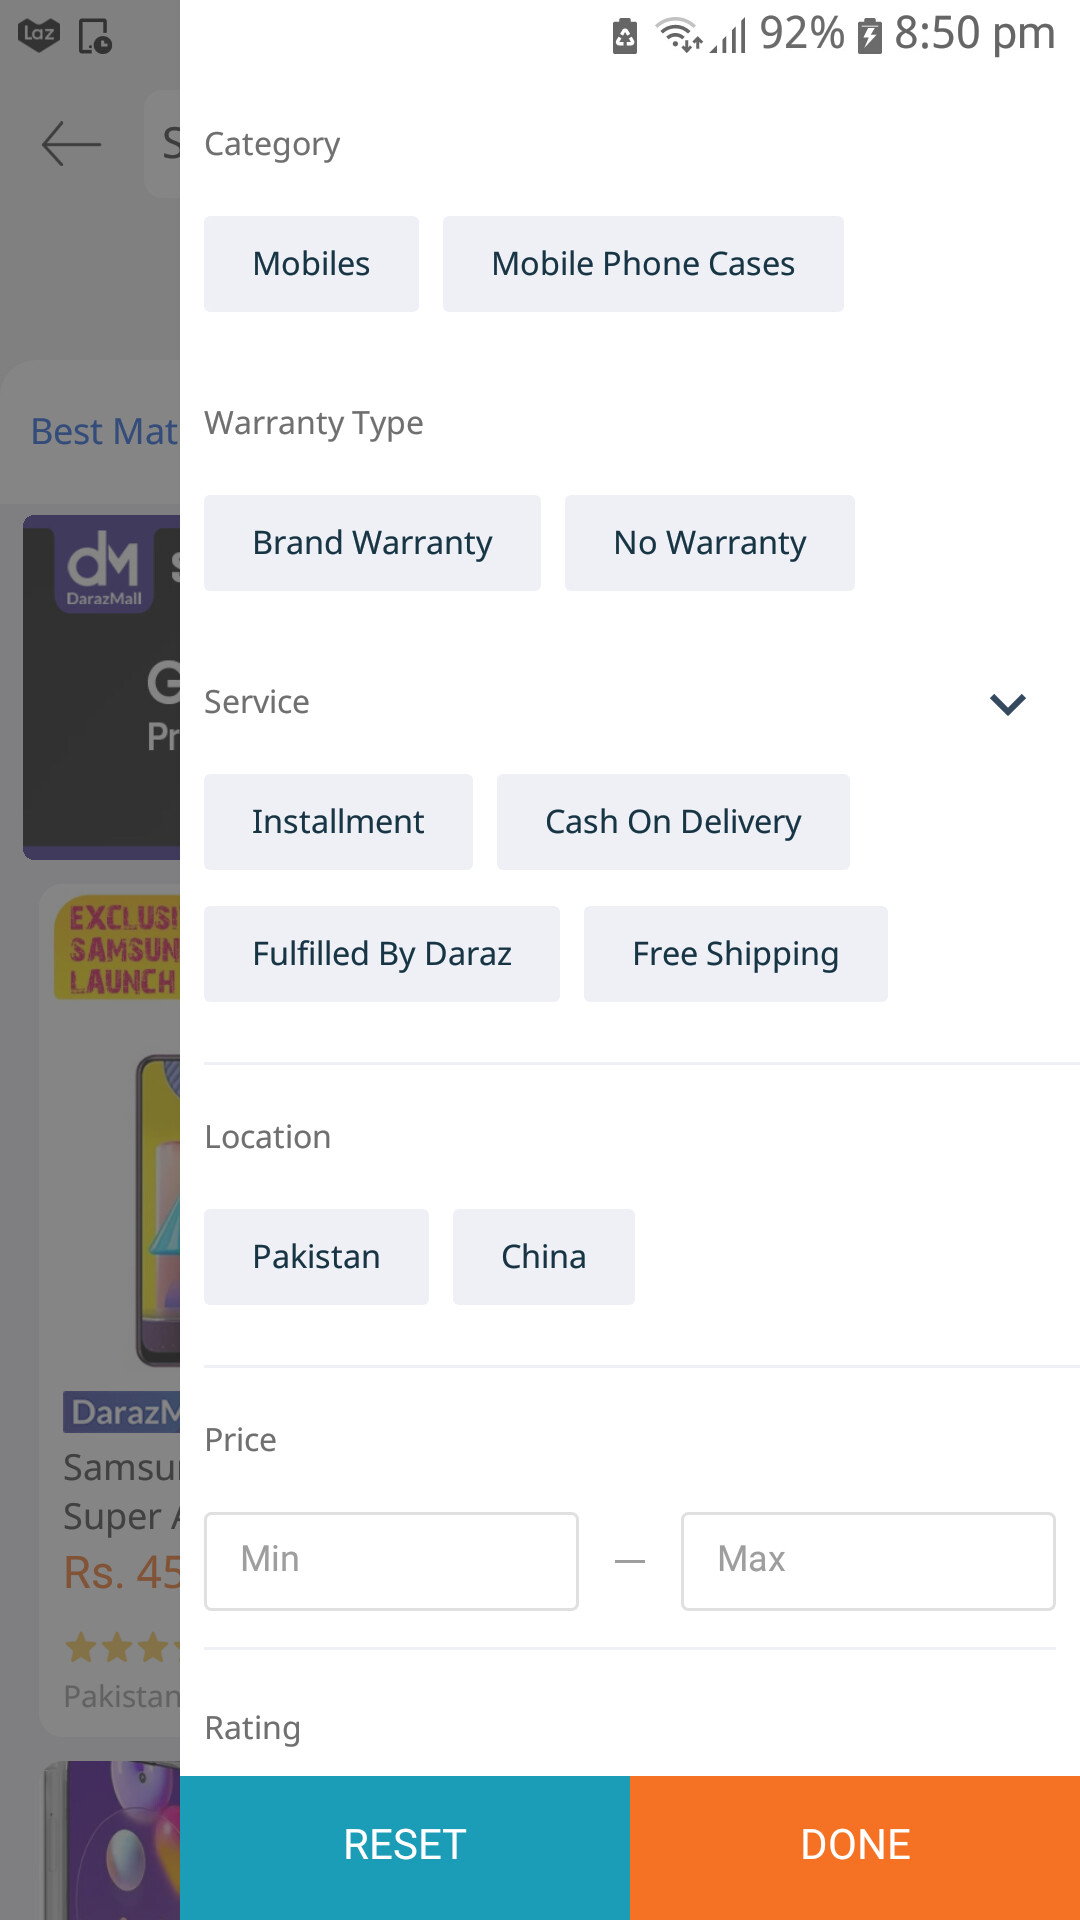 Laz
92% 8:50 pm
S
Category
Mobiles
Mobile Phone Cases
Best Mat
Warranty Type
Brand Warranty
No Warranty
dM
DarazMall
S
G
Pr
Service
Installment
Cash On Delivery
Fulfilled By Daraz
Free Shipping
EXCLUSI
SAMSUN
LAUNCH
Location
Pakistan
China
DarazM
Samsu
Super A
Rs. 45
Pakistan
Price
Min
—
Max
Rating
RESET
DONE